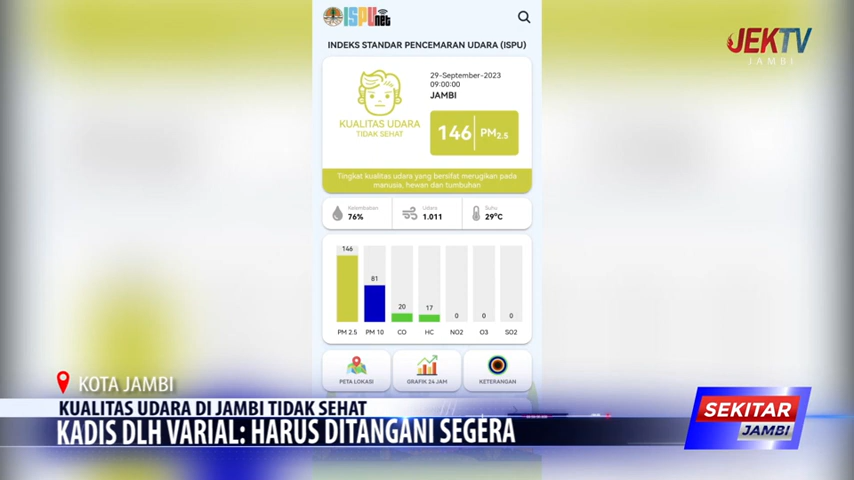 ISPUnet
JEKTV
JAMBI
INDEKS STANDAR PENCEMARAN UDARA (ISPU)
29-September-2023
09:00:00
JAMBI
KUALITAS UDARA
TIDAK SEHAT
146 PM2.5
Tingkat kualitas udara yang bersifat merugikan pada
manusia, hewan dan tumbuhan
Kelembaban
76%
Udara
1.011
Suhu
29°C
146 81 20 17 0 0 0
PM 2.5 PM 10 CO HC NO2 O3 SO2
PETA LOKASI
GRAFIK 24 JAM
KETERANGAN
KOTA JAMBI
KUALITAS UDARA DI JAMBI TIDAK SEHAT
KADIS DLH VARIAL: HARUS DITANGANI SEGERA
SEKITAR
JAMBI